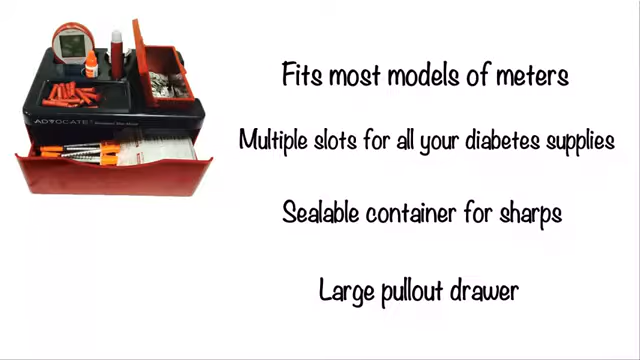 ADVOCATE
Fits most models of meters
Multiple slots for all your diabetes supplies
Sealable container for sharps
Large pullout drawer